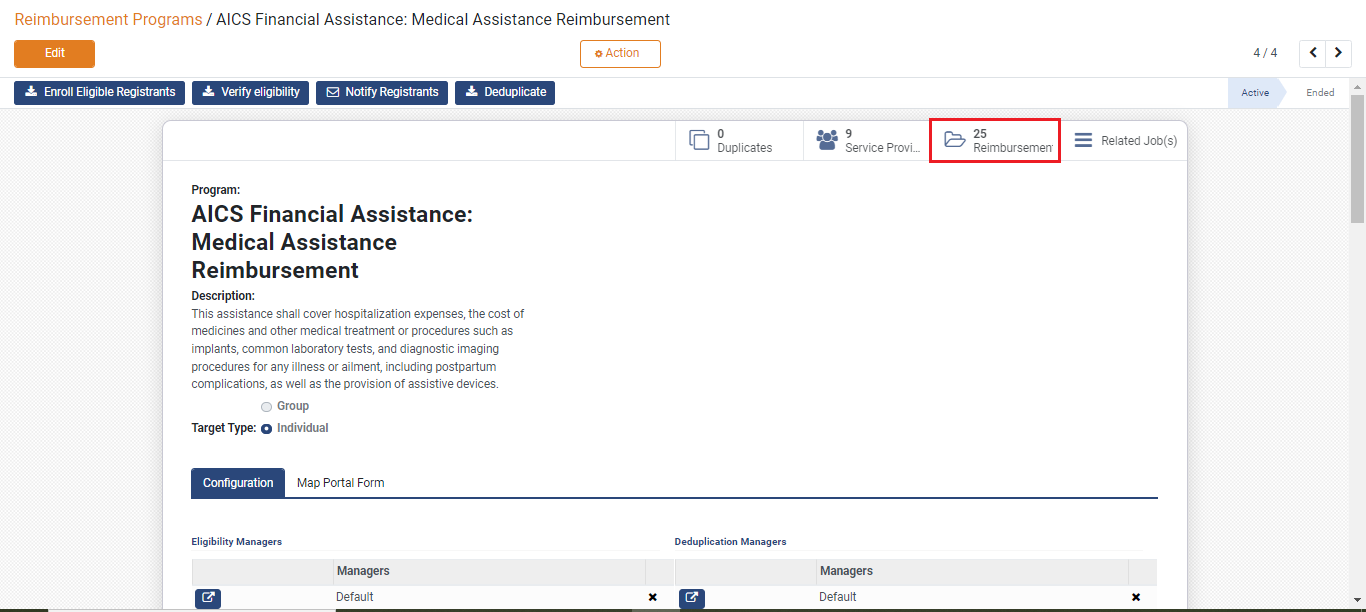 Reimbursement Programs / AICS Financial Assistance: Medical Assistance Reimbursement
Edit
Action
4 / 4
Enroll Eligible Registrants
Verify eligibility
Notify Registrants
Deduplicate
Active
Ended
0
Duplicates
9
Service Provi...
25
Reimbursemen
Related Job(s)
Program:
AICS Financial Assistance:
Medical Assistance
Reimbursement
Description:
This assistance shall cover hospitalization expenses, the cost of
medicines and other medical treatment or procedures such as
implants, common laboratory tests, and diagnostic imaging
procedures for any illness or ailment, including postpartum
complications, as well as the provision of assistive devices.
Group
Target Type: Individual
Configuration
Map Portal Form
Eligibility Managers
Deduplication Managers
Managers
Managers
Default
Default